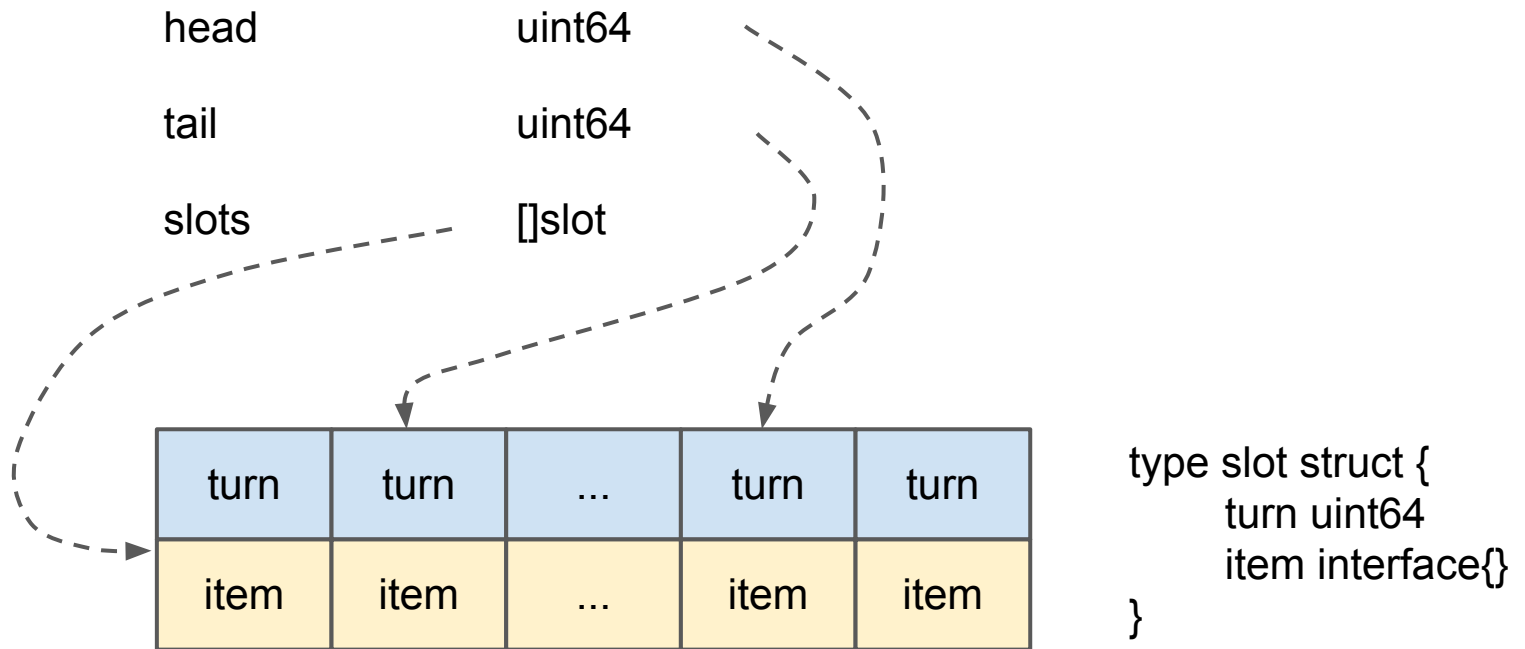 head uint64
tail uint64
slots []slot
turn turn ... turn turn
item item ... item item
type slot struct {
turn uint64
item interface{}
}